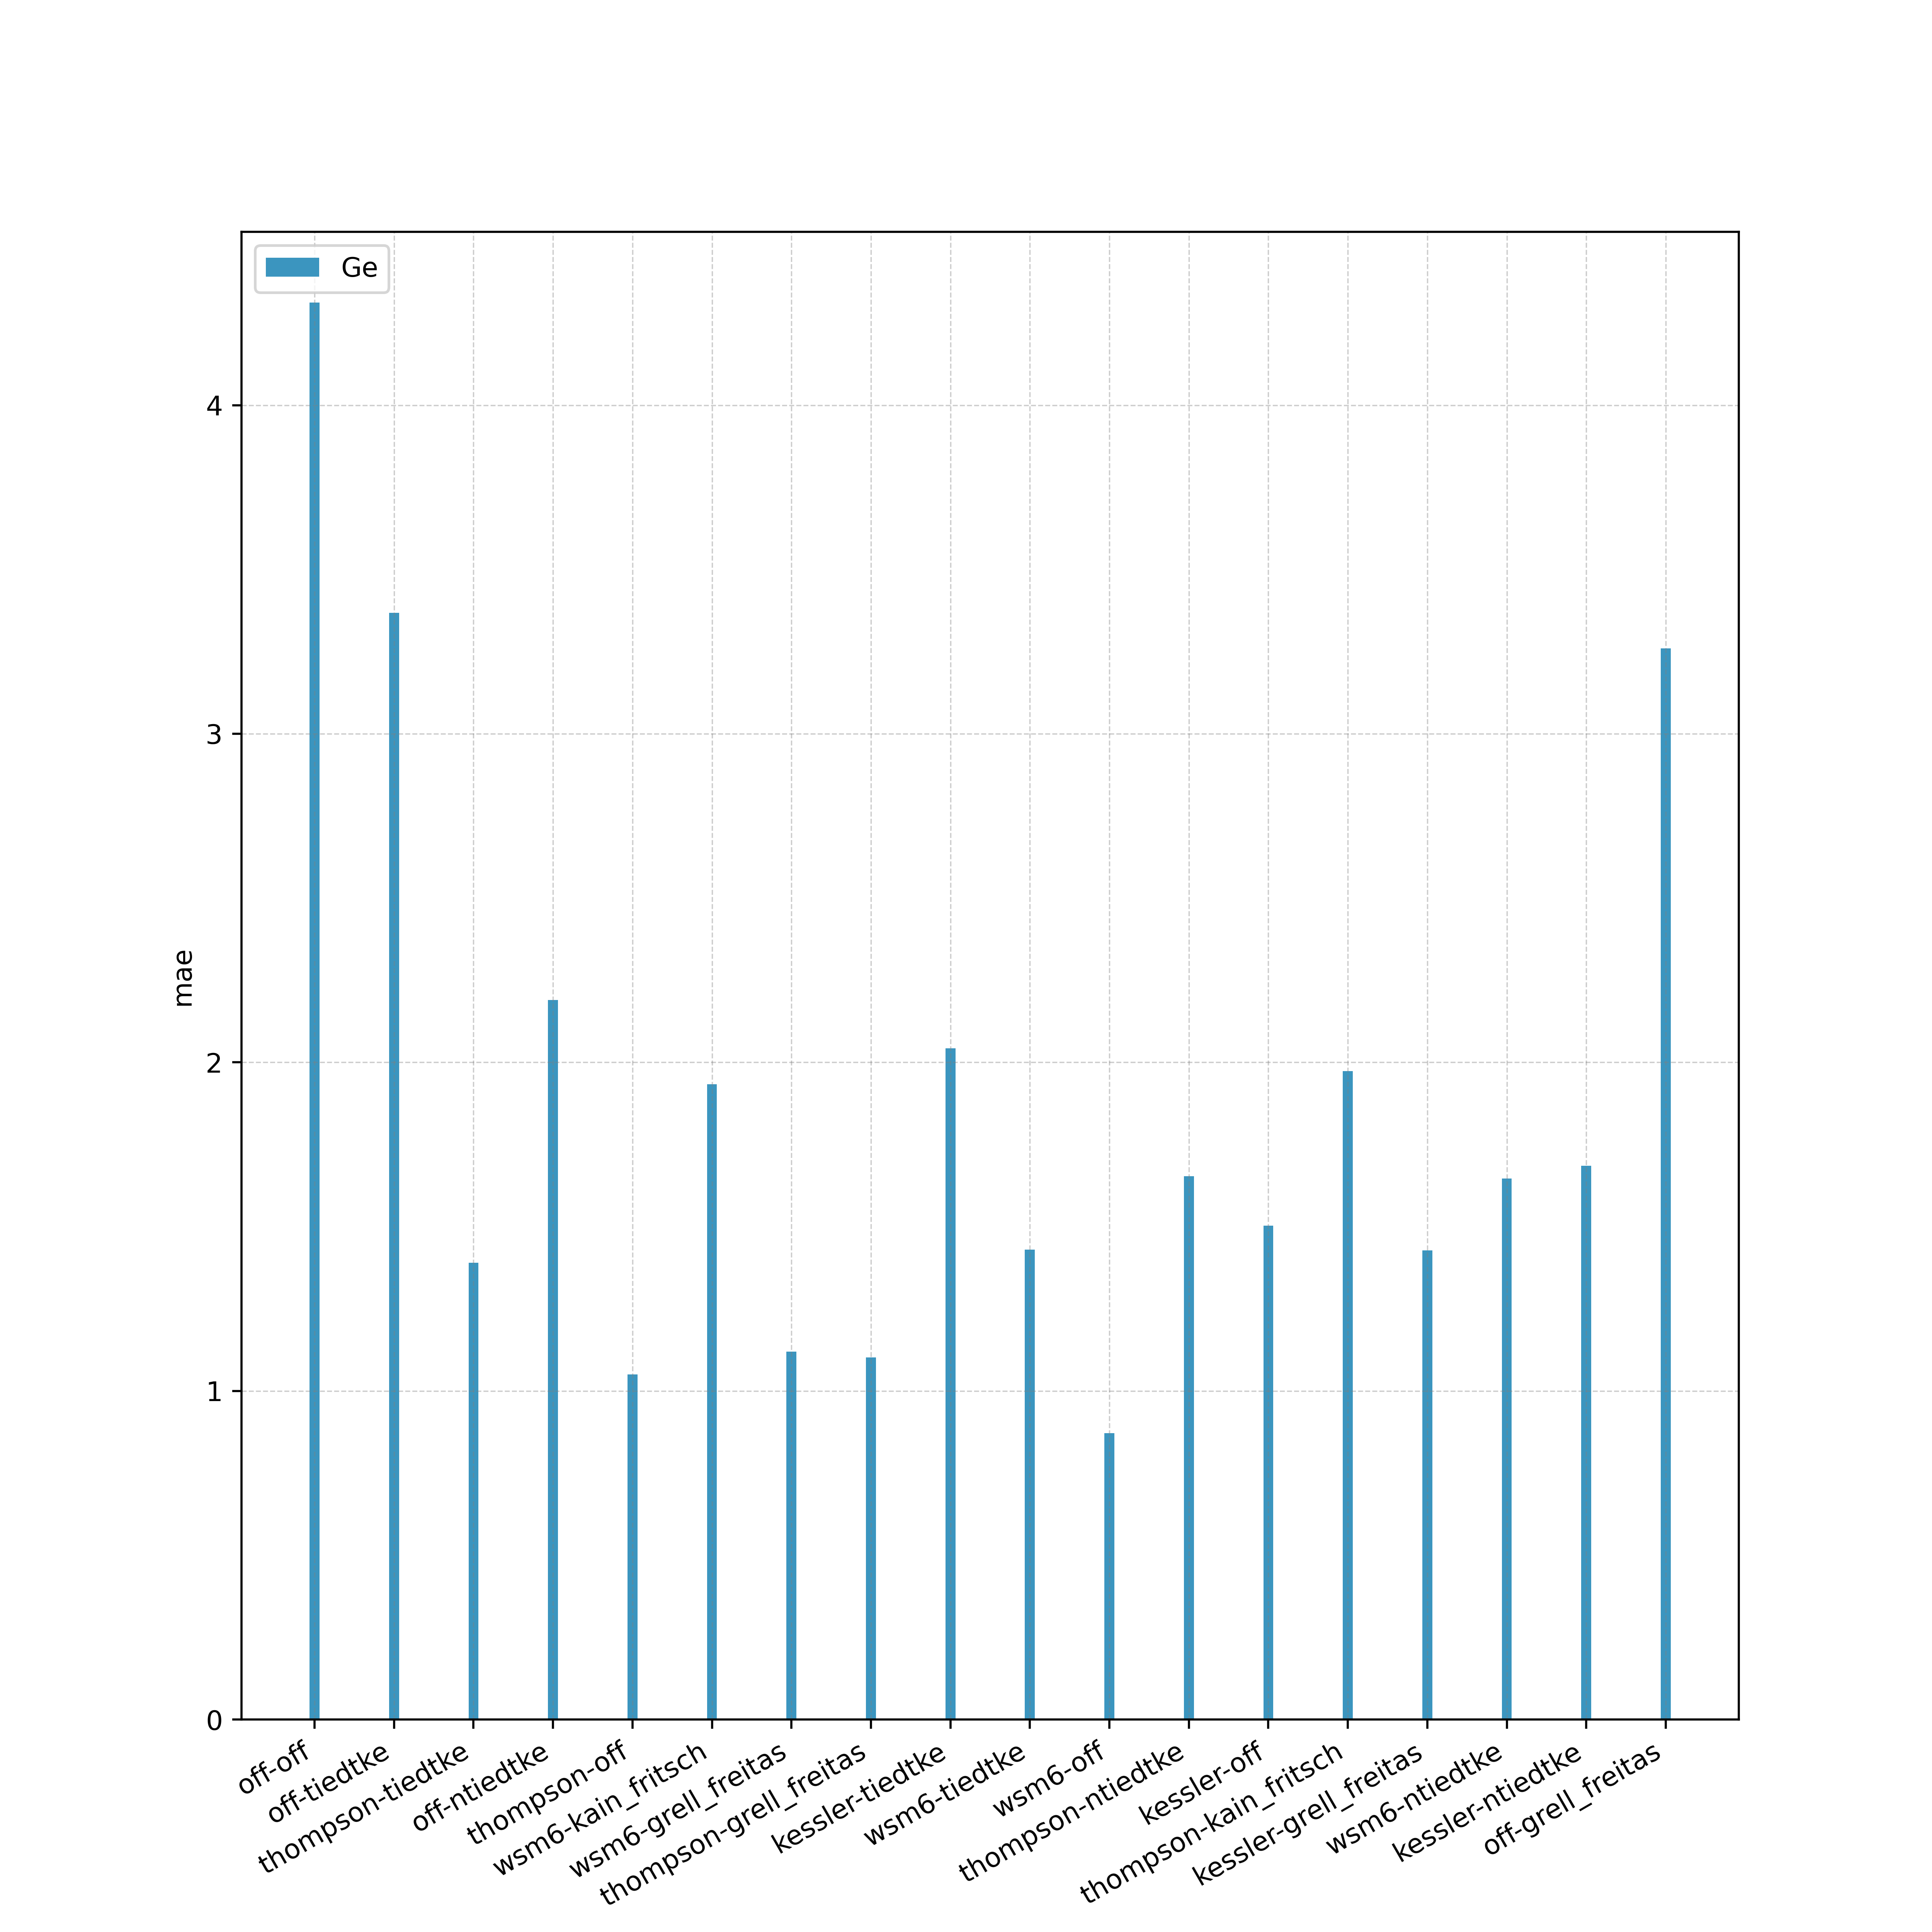 Ge
4
3
2
1
0
mae
off-off
off-tiedtke
thompson-tiedtke
off-ntiedtke
thompson-off
wsm6-kain_fritsch
wsm6-grell_freitas
thompson-grell_freitas
kessler-tiedtke
wsm6-tiedtke
wsm6-off
thompson-ntiedtke
kessler-off
thompson-kain_fritsch
kessler-grell_freitas
wsm6-ntiedtke
kessler-ntiedtke
off-grell_freitas